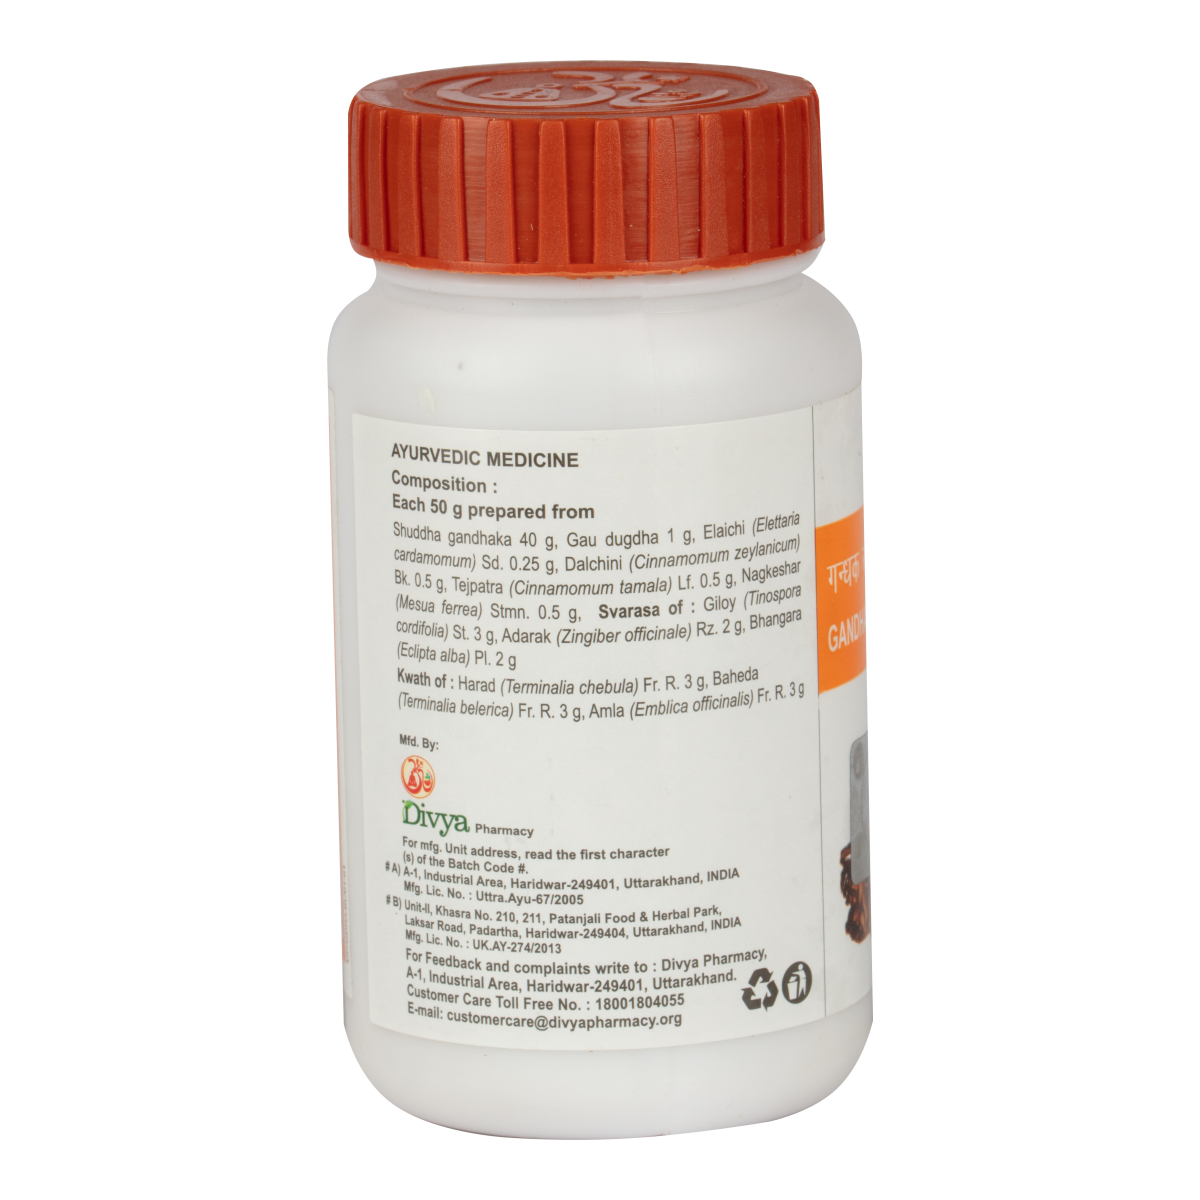 AYURVEDIC MEDICINE
Composition :
Each 50 g prepared from
Shuddha gandhaka 40 g, Gau dugdha 1 g, Elaichi (Elettaria
cardamomum) Sd. 0.25 g, Dalchini (Cinnamomum zeylanicum)
Bk. 0.5 g, Tejpatra (Cinnamomum tamala) Lf. 0.5 g, Nagkeshar
(Mesua ferrea) Stmn. 0.5 g, Svarasa of : Giloy (Tinospora
cordifolia) St. 3 g, Adarak (Zingiber officinale) Rz. 2 g, Bhangara
(Eclipta alba) Pl. 2 g
Kwath of : Harad (Terminalia chebula) Fr. R. 3 g, Baheda
(Terminalia belerica) Fr. R. 3 g, Amla (Emblica officinalis) Fr. R. 3 g
Mfd. By:
Divya Pharmacy
For mfg. Unit address, read the first character
(s) of the Batch Code #.
# A) A-1, Industrial Area, Haridwar-249401, Uttarakhand, INDIA
Mfg. Lic. No. : Uttra.Ayu-67/2005
# B) Unit-II, Khasra No. 210, 211, Patanjali Food & Herbal Park,
Laksar Road, Padartha, Haridwar-249404, Uttarakhand, INDIA
Mfg. Lic. No. : UK.AY-274/2013
For Feedback and complaints write to : Divya Pharmacy,
A-1, Industrial Area, Haridwar-249401, Uttarakhand.
Customer Care Toll Free No. : 18001804055
E-mail: customercare@divyapharmacy.org
गन्धक
GANDH